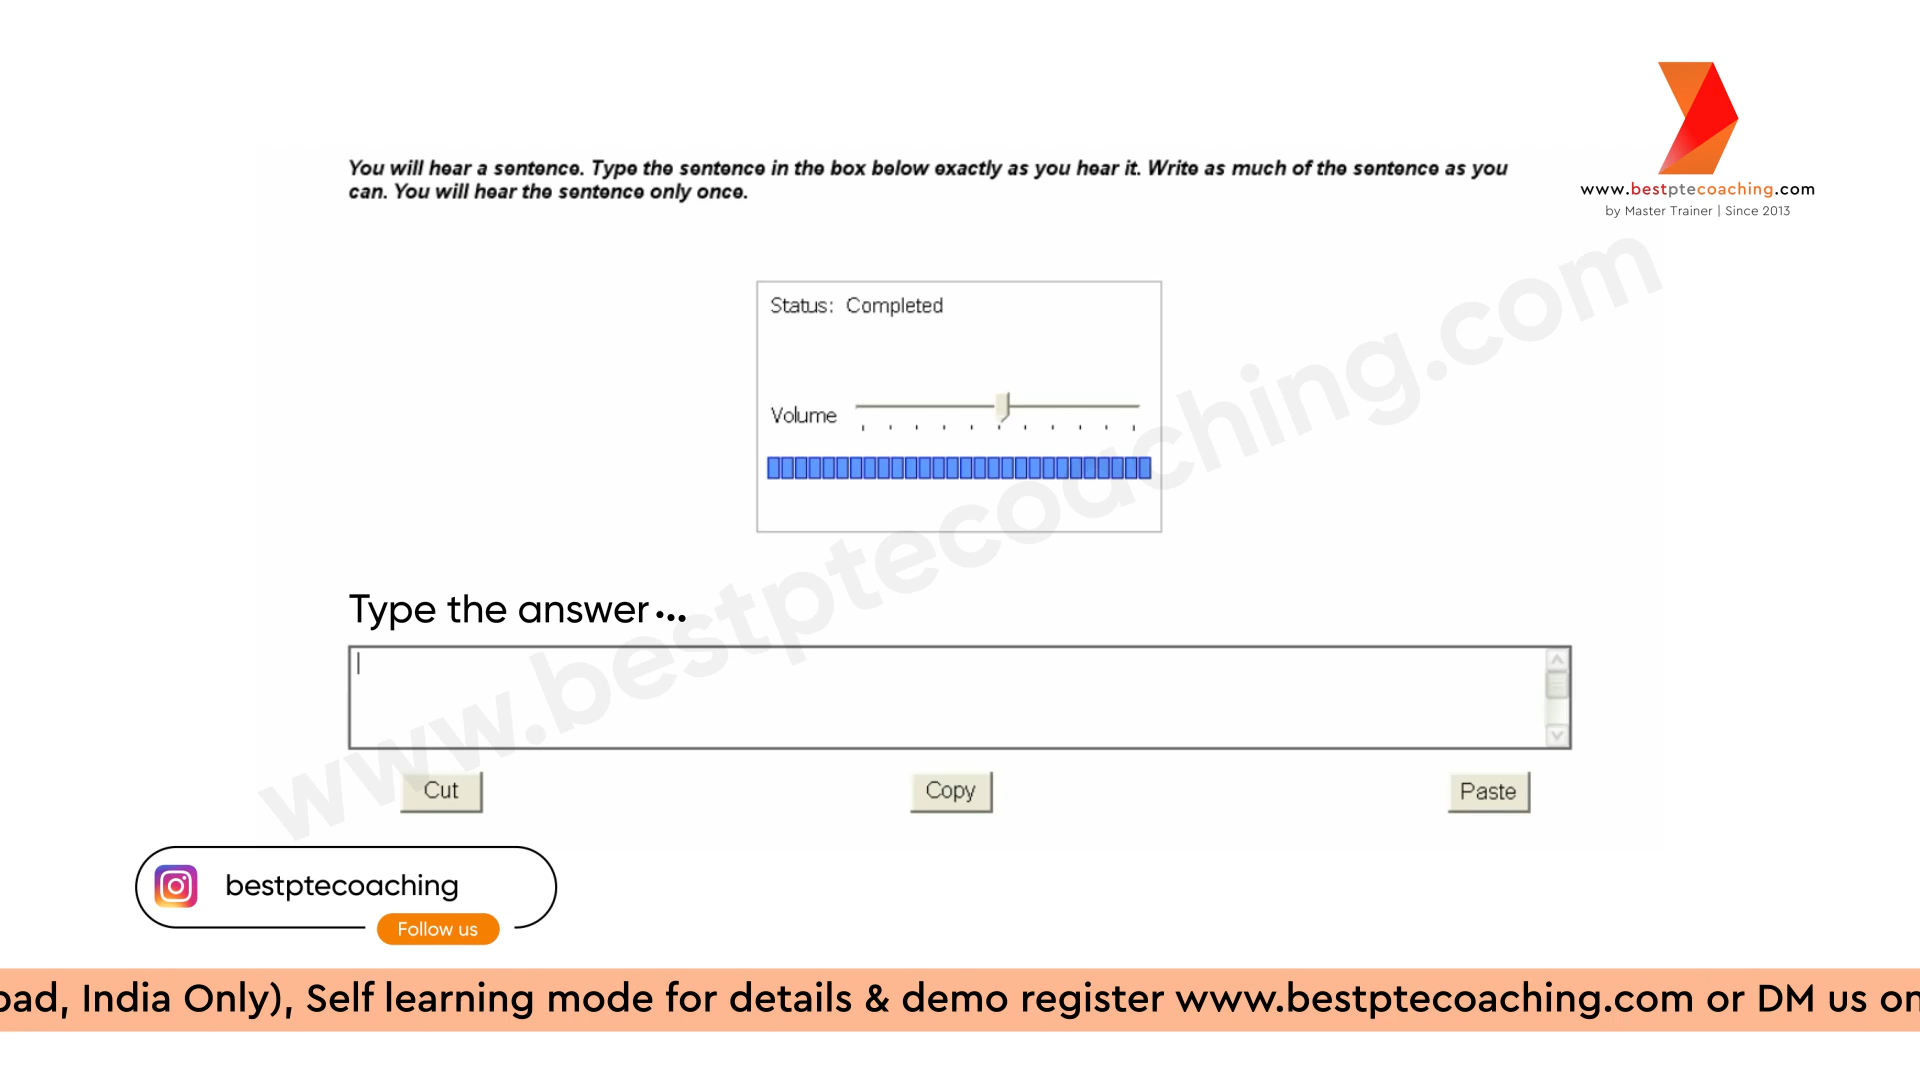 You will hear a sentence. Type the sentence in the box below exactly as you hear it. Write as much of the sentence as you
can. You will hear the sentence only once.
www.bestptecoaching.com
by Master Trainer | Since 2013
Status: Completed
Volume
www.bestptecoaching.com
Type the answer...
Cut
Copy
Paste
bestptecoaching
Follow us
India Only), Self learning mode for details & demo register www.bestptecoaching.com or DM us on